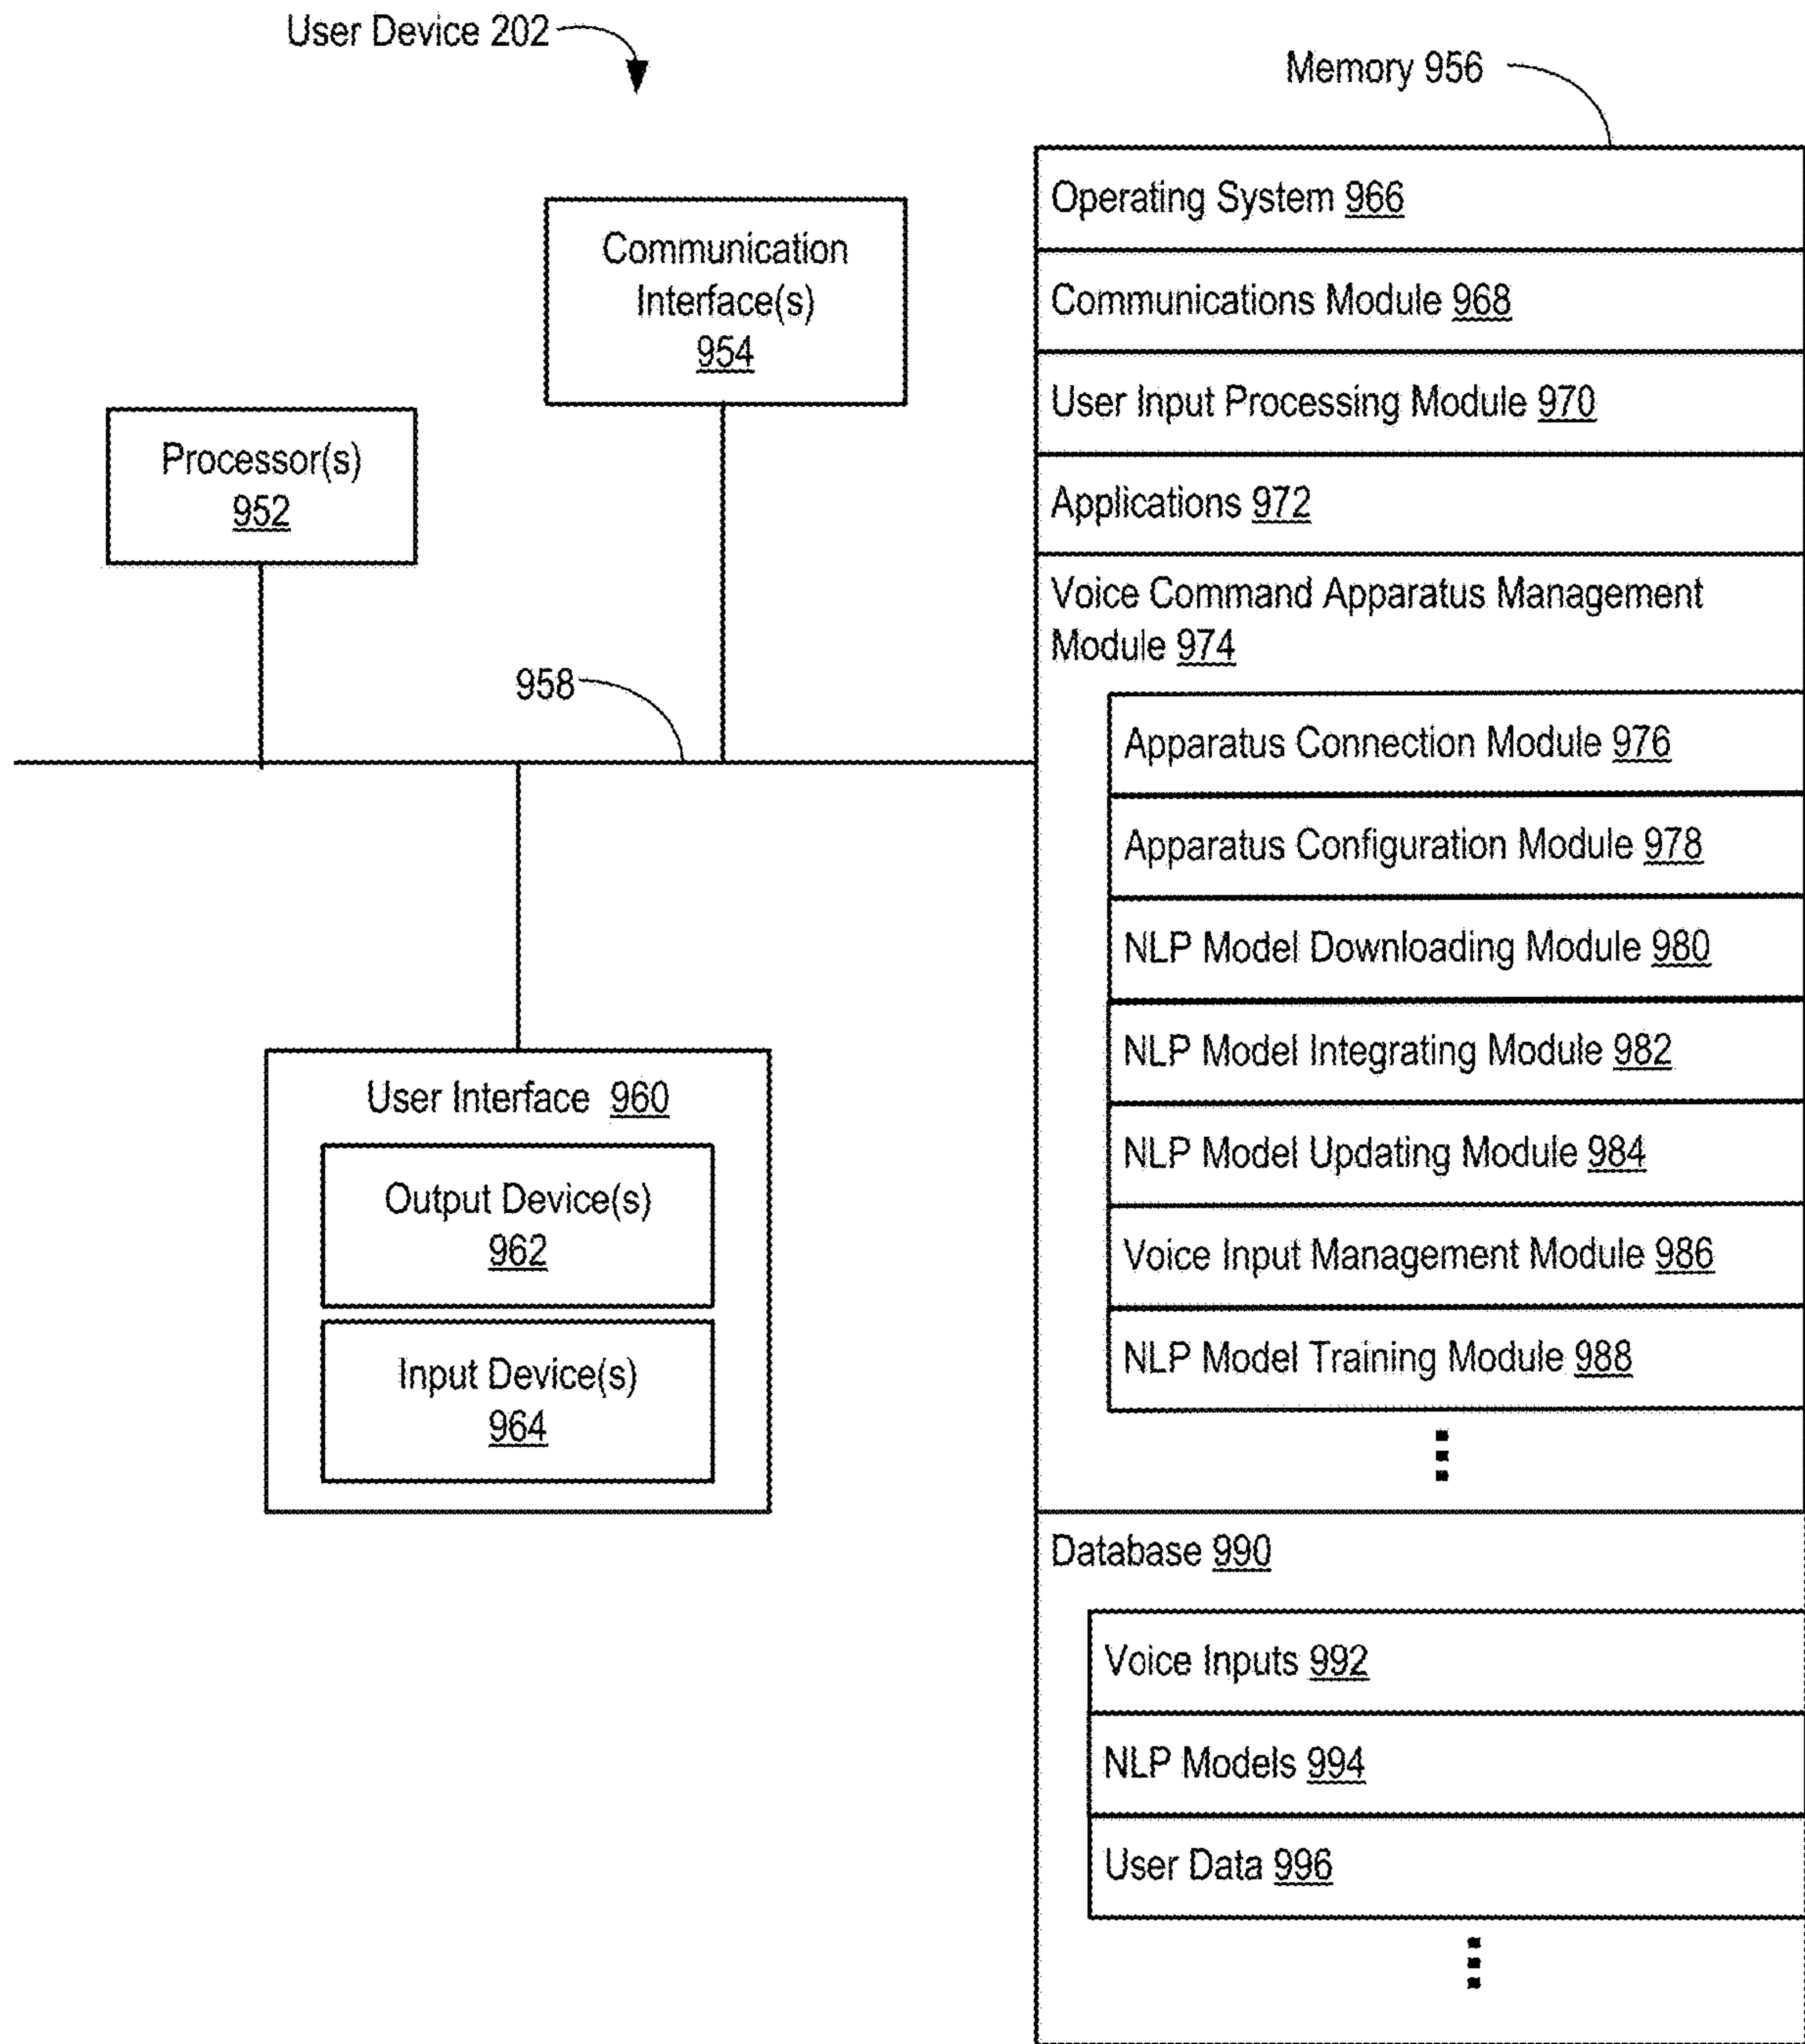 User Device 202
Memory 956
Communication
Interface(s)
954
Processor(s)
952
958
User Interface 960
Output Device(s)
962
Input Device(s)
964
Operating System 966
Communications Module 968
User Input Processing Module 970
Applications 972
Voice Command Apparatus Management
Module 974
Apparatus Connection Module 976
Apparatus Configuration Module 978
NLP Model Downloading Module 980
NLP Model Integrating Module 982
NLP Model Updating Module 984
Voice Input Management Module 986
NLP Model Training Module 988
Database 990
Voice Inputs 992
NLP Models 994
User Data 996